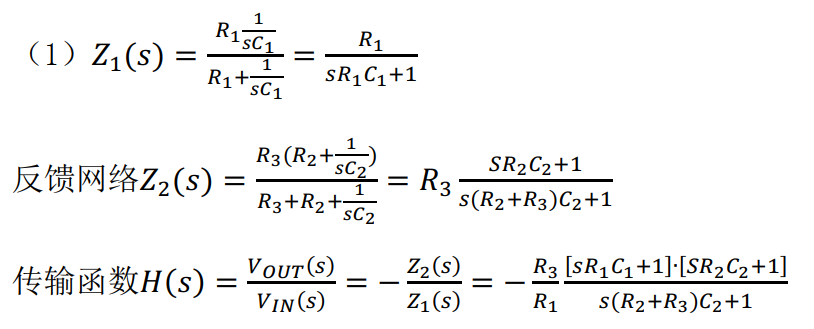 （1）Z₁(s) = (R₁ 1/(sC₁))/(R₁+1/(sC₁)) = R₁/(sR₁C₁+1)
反馈网络Z₂(s) = (R₃(R₂+1/(sC₂)))/(R₃+R₂+1/(sC₂)) = R₃ (SR₂C₂+1)/(s(R₂+R₃)C₂+1)
传输函数H(s) = V_OUT(s)/V_IN(s) = −Z₂(s)/Z₁(s) = −R₃/R₁ [sR₁C₁+1]·[SR₂C₂+1]/(s(R₂+R₃)C₂+1)